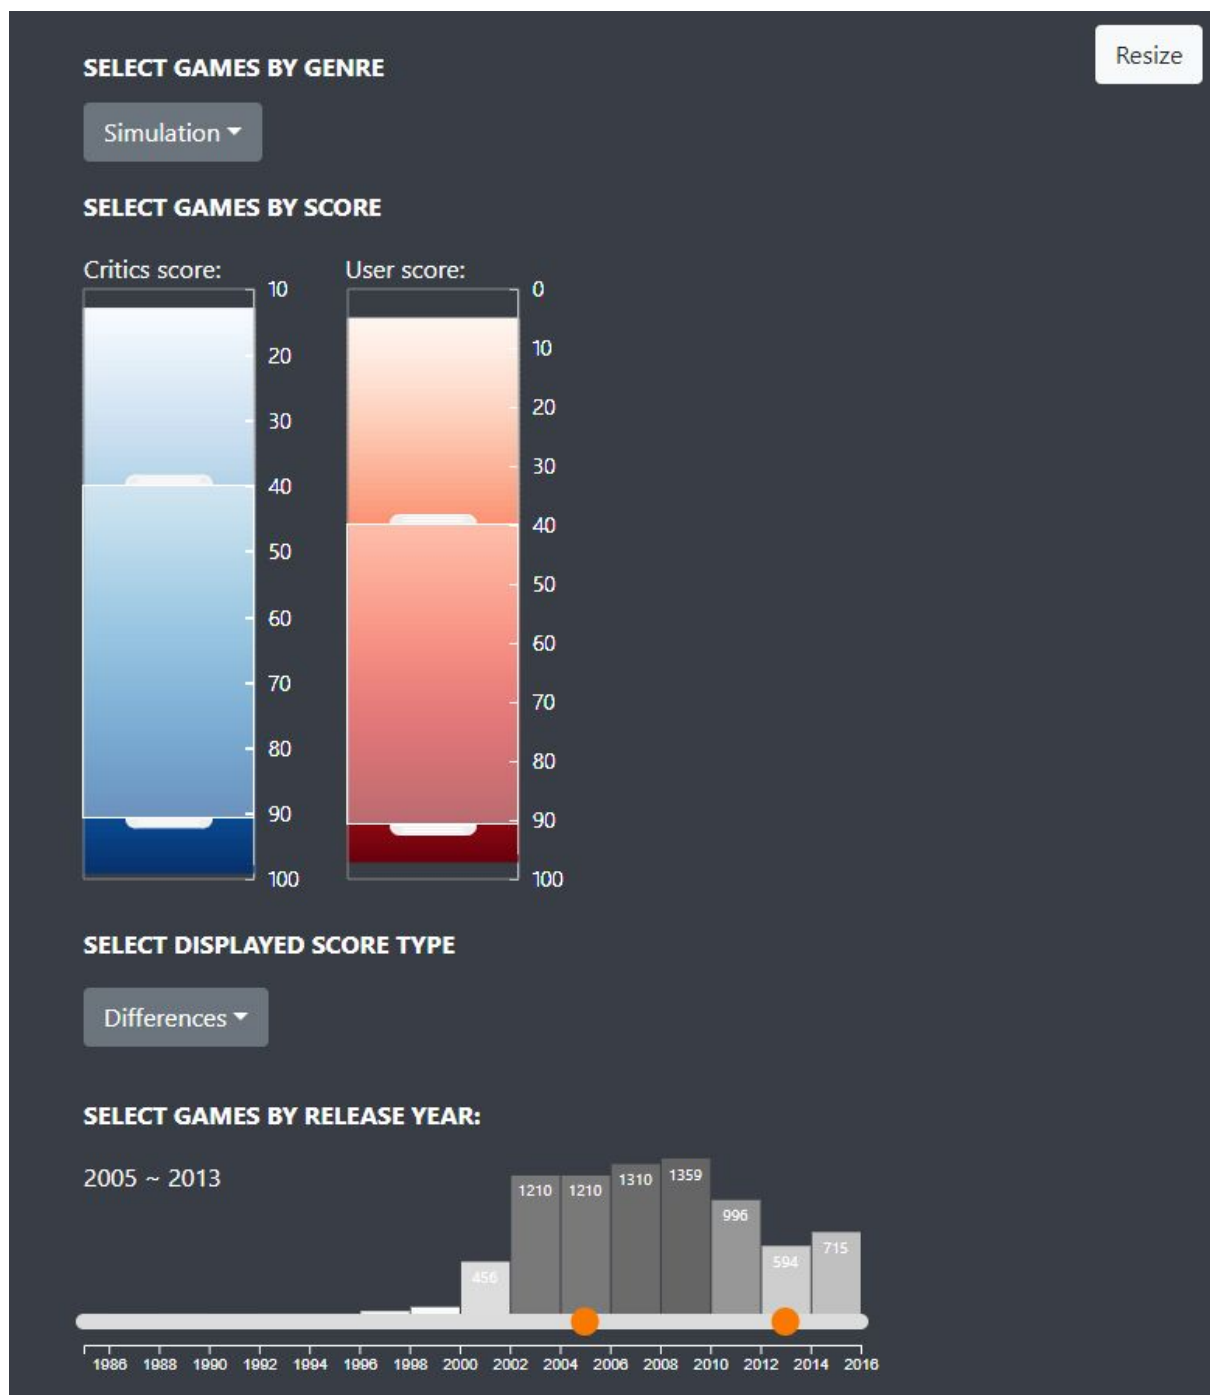 Resize
SELECT GAMES BY GENRE
Simulation
SELECT GAMES BY SCORE
Critics score:
10
20
30
40
50
60
70
80
90
100
User score:
0
10
20
30
40
50
60
70
80
90
100
SELECT DISPLAYED SCORE TYPE
Differences
SELECT GAMES BY RELEASE YEAR:
2005 ~ 2013
456 1210 1210 1310 1359 996 594 715
1986 1988 1990 1992 1994 1996 1998 2000 2002 2004 2006 2008 2010 2012 2014 2016